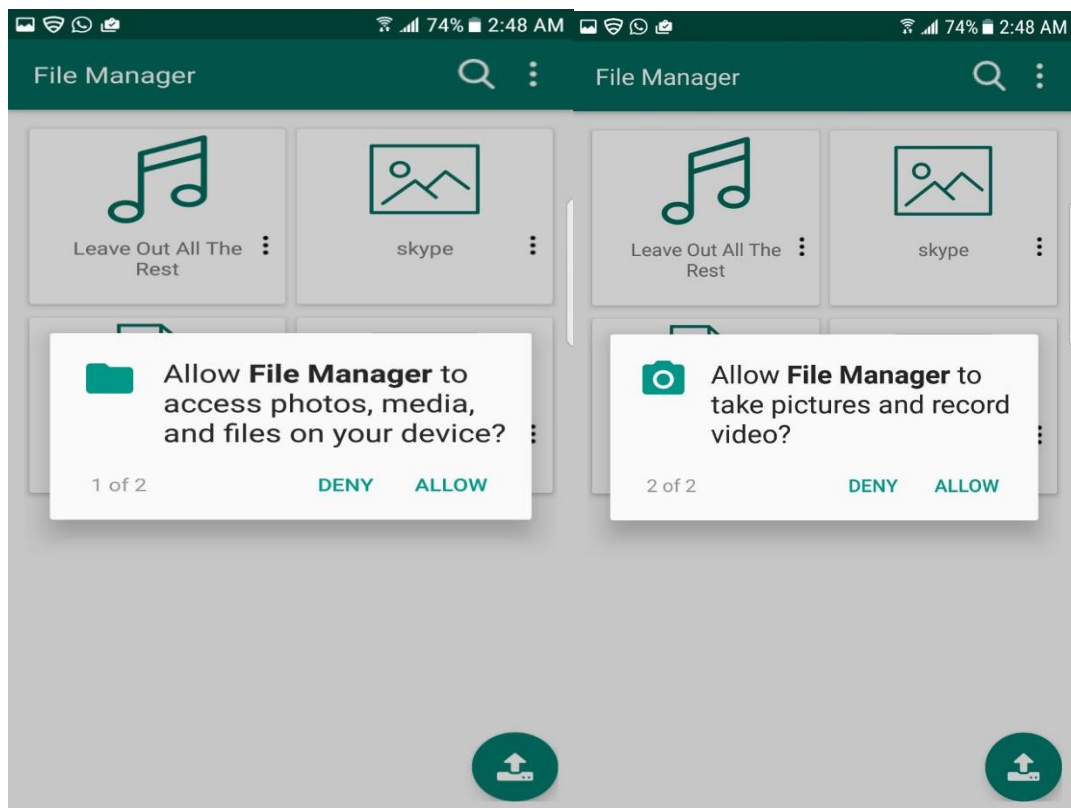 74% 2:48 AM
File Manager
Leave Out All The
Rest
skype
Allow File Manager to
access photos, media,
and files on your device?
1 of 2 DENY ALLOW
74% 2:48 AM
File Manager
Leave Out All The
Rest
skype
Allow File Manager to
take pictures and record
video?
2 of 2 DENY ALLOW